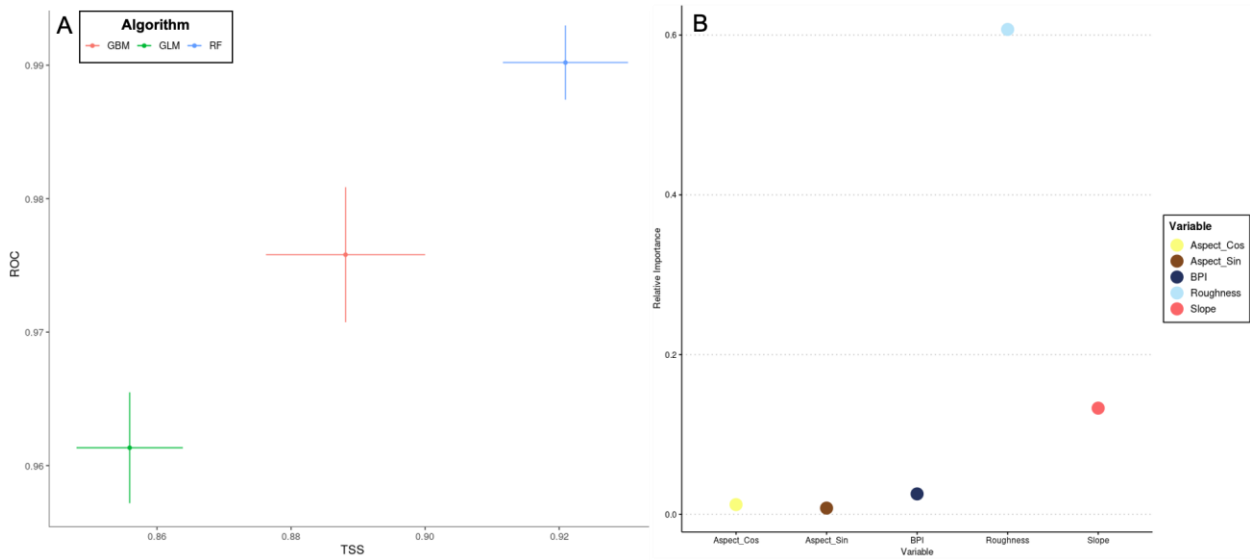 A
Algorithm
GBM GLM RF
0.99
0.98
0.97
0.96
ROC
0.86 0.88 0.90 0.92
TSS
B
0.6
0.4
0.2
0.0
Relative Importance
Aspect_Cos Aspect_Sin BPI Roughness Slope
Variable
Variable
Aspect_Cos
Aspect_Sin
BPI
Roughness
Slope